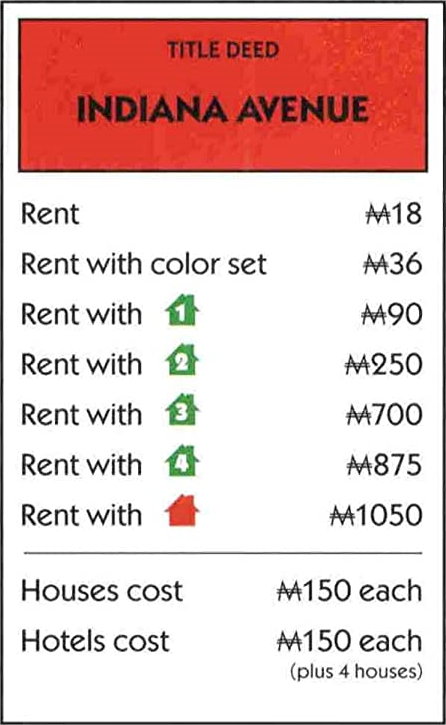 TITLE DEED
INDIANA AVENUE
Rent ₩18
Rent with color set ₩36
Rent with 1 ₩90
Rent with 2 ₩250
Rent with 3 ₩700
Rent with 4 ₩875
Rent with ₩1050
Houses cost ₩150 each
Hotels cost ₩150 each
(plus 4 houses)